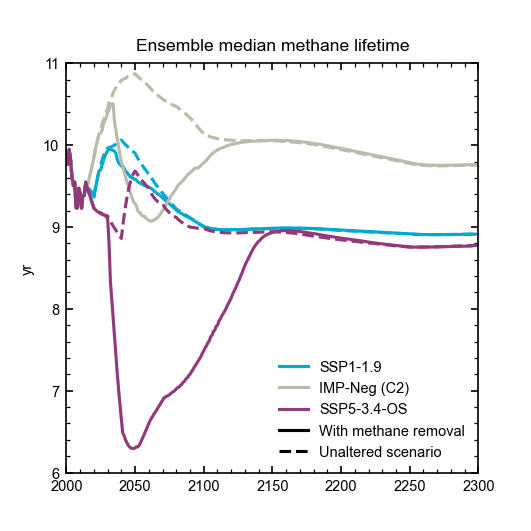 Ensemble median methane lifetime
11
10
9
8
7
6
yr
SSP1-1.9
IMP-Neg (C2)
SSP5-3.4-OS
With methane removal
Unaltered scenario
2000 2050 2100 2150 2200 2250 2300